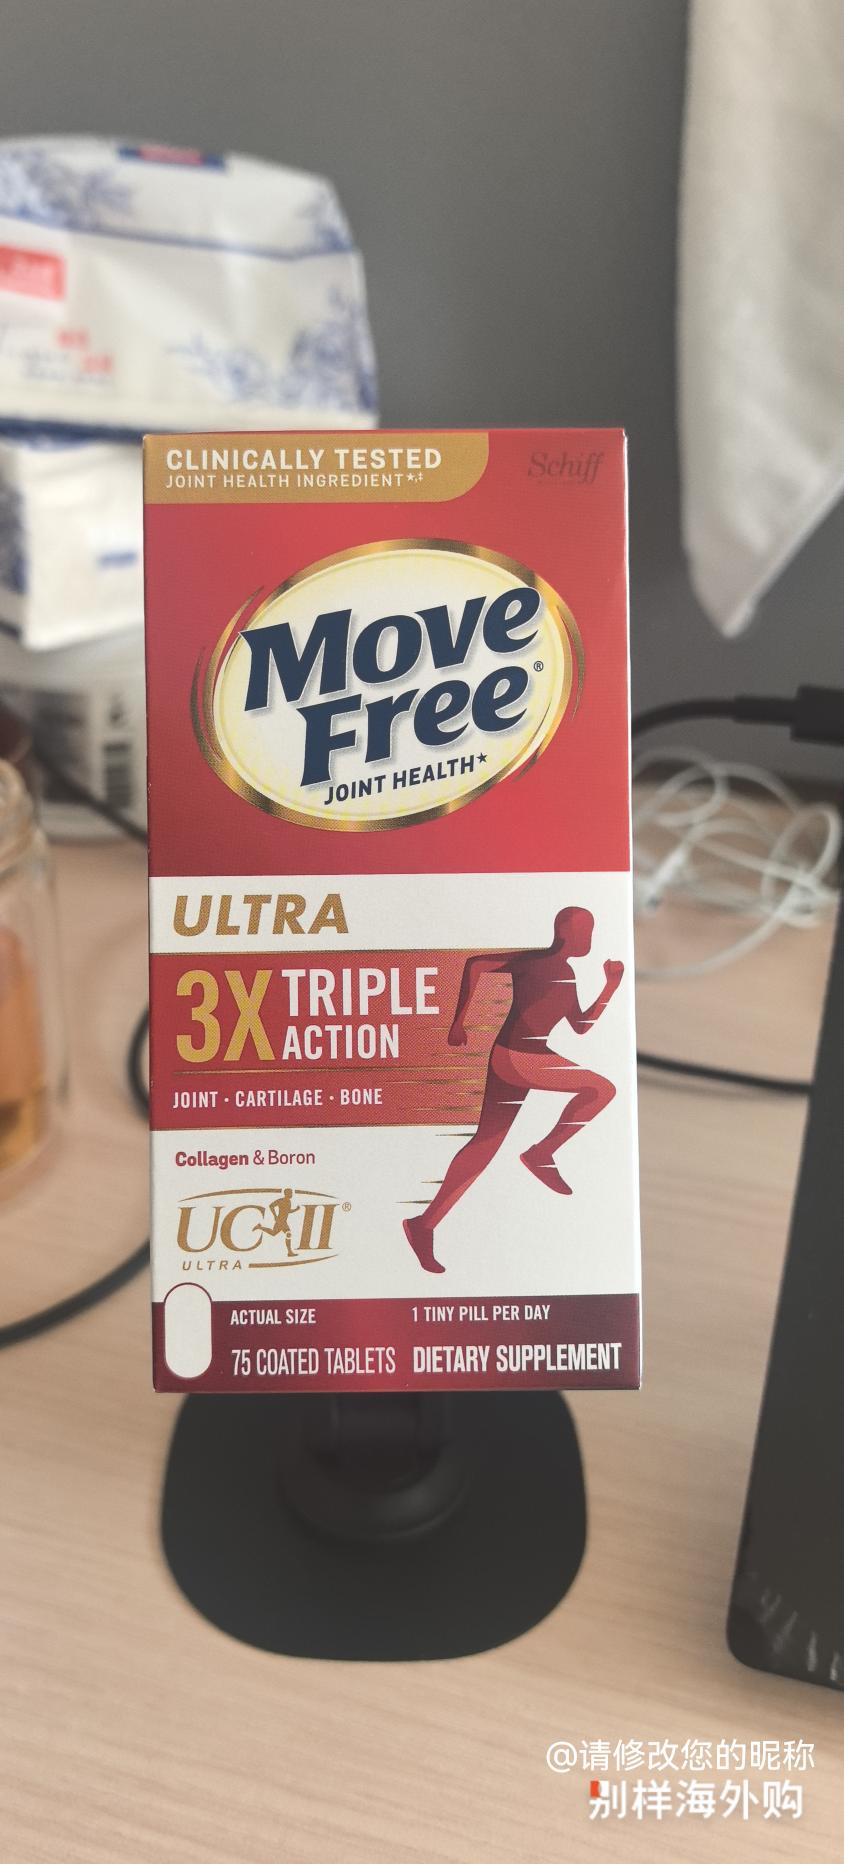 CLINICALLY TESTED
JOINT HEALTH INGREDIENT★,‡
Schiff
Move
Free®
JOINT HEALTH★
ULTRA
3X TRIPLE
ACTION
JOINT · CARTILAGE · BONE
Collagen & Boron
UC II®
ULTRA
ACTUAL SIZE
1 TINY PILL PER DAY
75 COATED TABLETS
DIETARY SUPPLEMENT
@请修改您的昵称
别样海外购